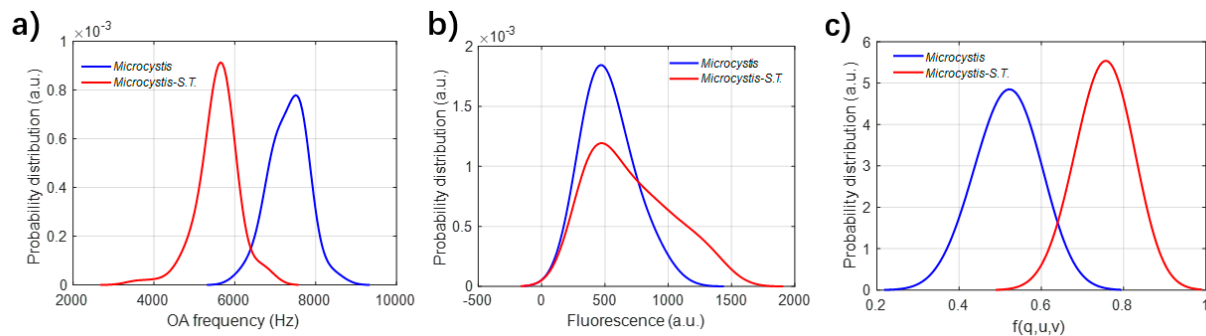 a)
×10⁻³
Probability distribution (a.u.)
1
0.8
0.6
0.4
0.2
0
Microcystis
Microcystis-S.T.
2000 4000 6000 8000 10000
OA frequency (Hz)
b)
×10⁻³
Probability distribution (a.u.)
2
1.5
1
0.5
0
Microcystis
Microcystis-S.T.
-500 0 500 1000 1500 2000
Fluorescence (a.u.)
c)
Probability distribution (a.u.)
6
5
4
3
2
1
0
Microcystis
Microcystis-S.T.
0.2 0.4 0.6 0.8 1
f(q,u,v)